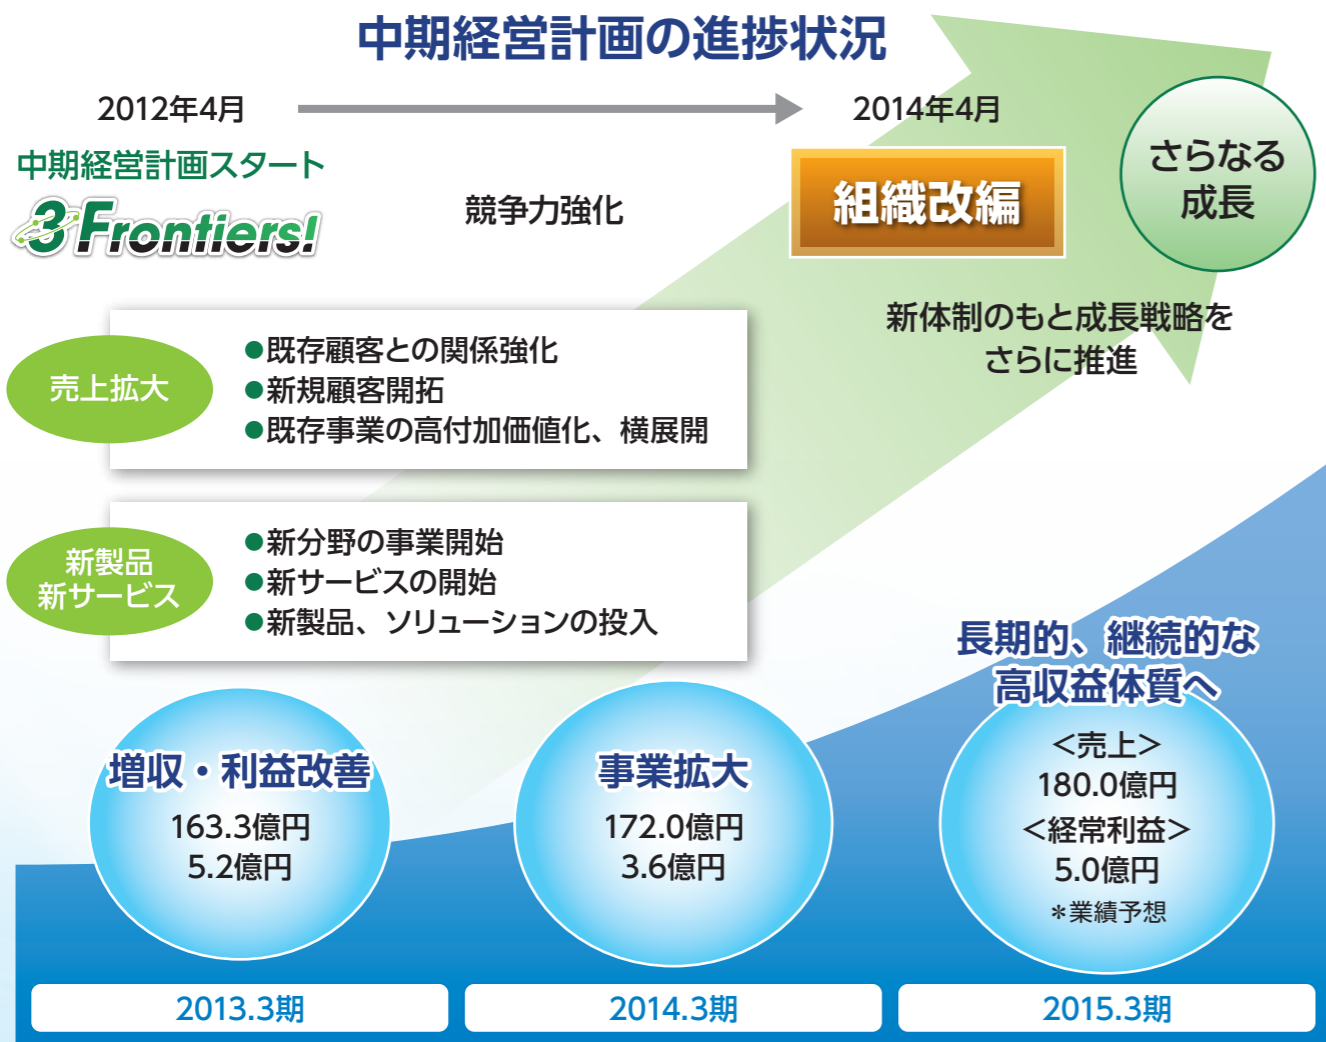 中期経営計画の進捗状況
2012年4月
2014年4月
中期経営計画スタート
3 Frontiers!
競争力強化
組織改編
さらなる
成長
新体制のもと成長戦略を
さらに推進
売上拡大
●既存顧客との関係強化
●新規顧客開拓
●既存事業の高付加価値化、横展開
新製品
新サービス
●新分野の事業開始
●新サービスの開始
●新製品、ソリューションの投入
増収・利益改善
163.3億円
5.2億円
事業拡大
172.0億円
3.6億円
長期的、継続的な
高収益体質へ
<売上>
180.0億円
<経常利益>
5.0億円
＊業績予想
2013.3期
2014.3期
2015.3期